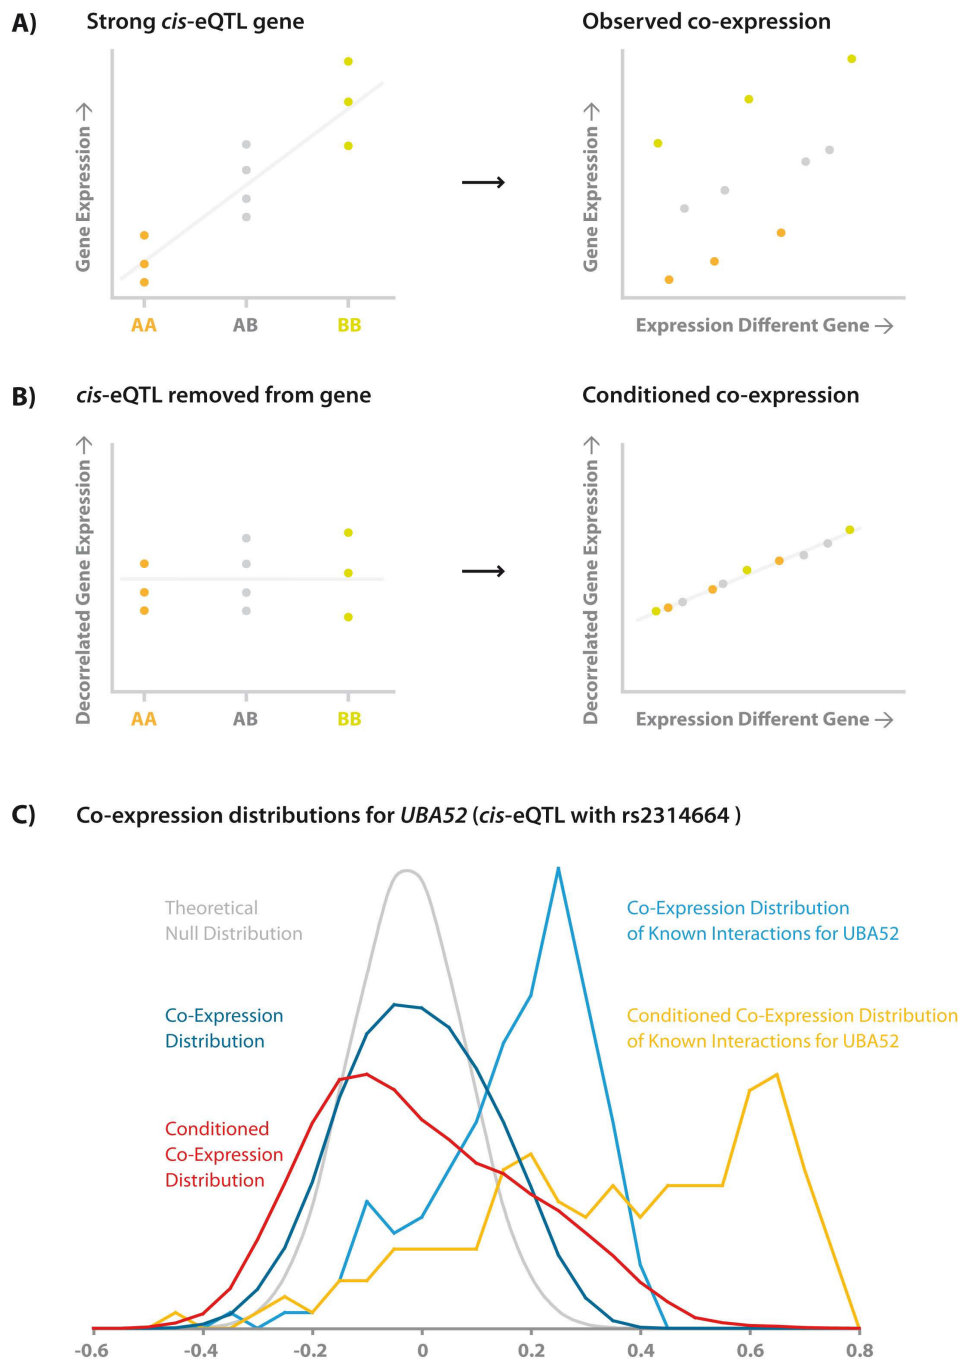 A)
Strong cis-eQTL gene
Observed co-expression
Gene Expression →
Gene Expression →
AA
AB
BB
Expression Different Gene →
B)
cis-eQTL removed from gene
Conditioned co-expression
Decorrelated Gene Expression →
Decorrelated Gene Expression →
AA
AB
BB
Expression Different Gene →
C)
Co-expression distributions for UBA52 (cis-eQTL with rs2314664 )
Theoretical
Null Distribution
Co-Expression Distribution
of Known Interactions for UBA52
Co-Expression
Distribution
Conditioned Co-Expression Distribution
of Known Interactions for UBA52
Conditioned
Co-Expression
Distribution
-0.6
-0.4
-0.2
0
0.2
0.4
0.6
0.8